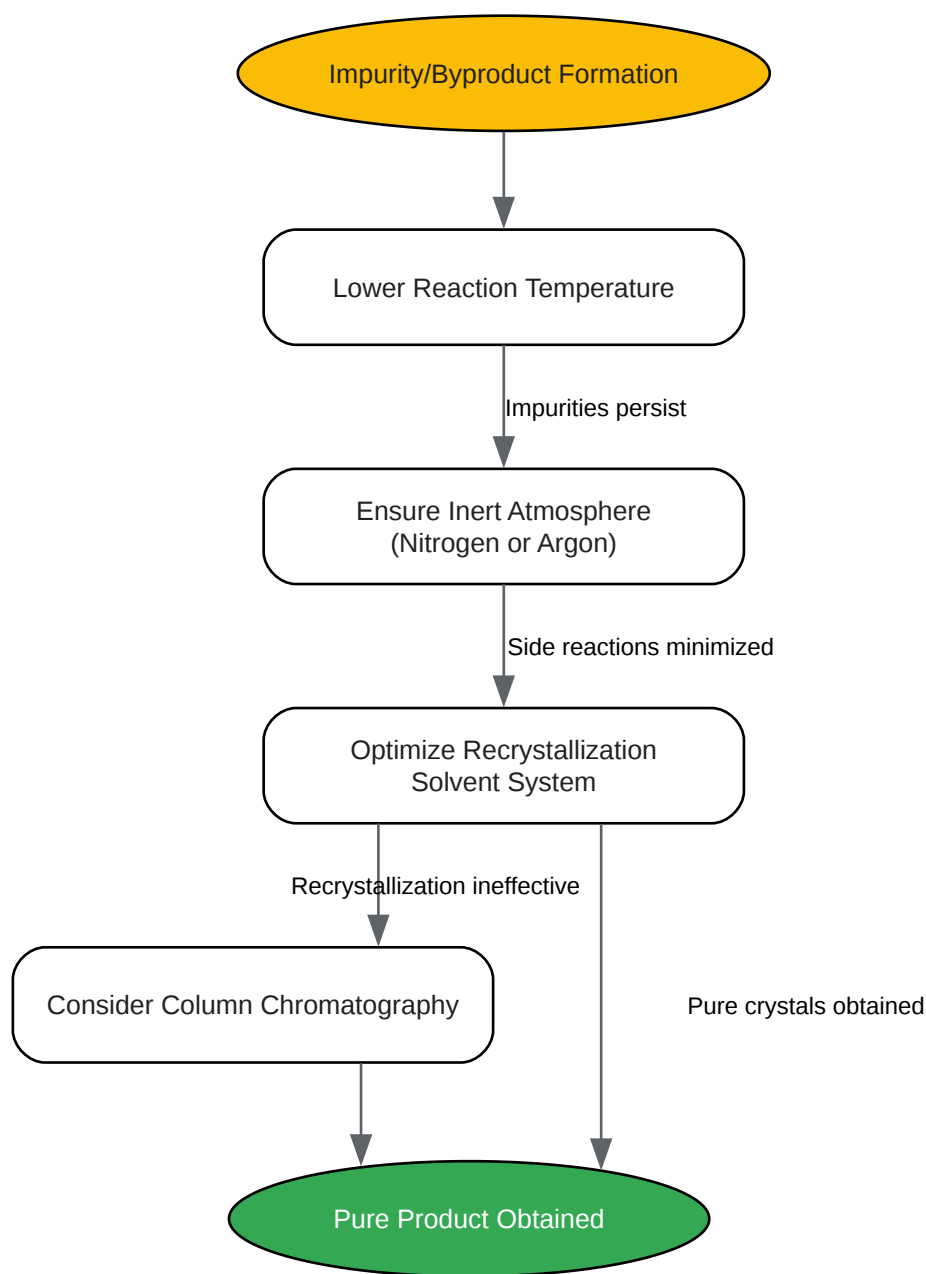 Impurity/Byproduct Formation
Lower Reaction Temperature
Impurities persist
Ensure Inert Atmosphere
(Nitrogen or Argon)
Side reactions minimized
Optimize Recrystallization
Solvent System
Recrystallization ineffective
Consider Column Chromatography
Pure crystals obtained
Pure Product Obtained